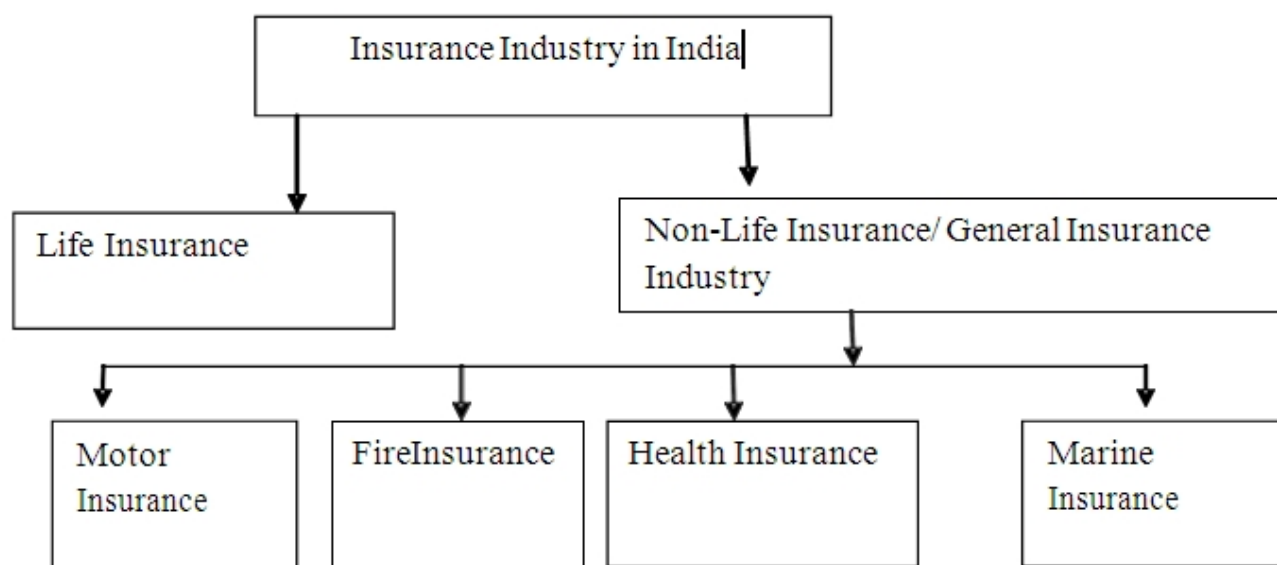 Insurance Industry in India
Life Insurance
Non-Life Insurance/ General Insurance
Industry
Motor
Insurance
FireInsurance
Health Insurance
Marine
Insurance